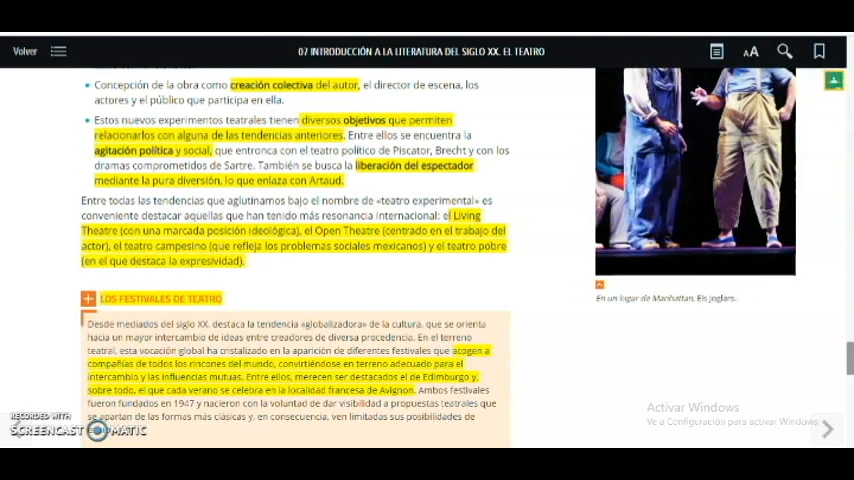 Volver
07 INTRODUCCIÓN A LA LITERATURA DEL SIGLO XX. EL TEATRO
AA
Concepción de la obra como creación colectiva del autor, el director de escena, los
actores y el público que participa en ella.
Estos nuevos experimentos teatrales tienen diversos objetivos que permiten
relacionarlos con alguna de las tendencias anteriores. Entre ellos se encuentra la
agitación política y social, que entronca con el teatro político de Piscator, Brecht y con los
dramas comprometidos de Sartre. También se busca la liberación del espectador
mediante la pura diversión, lo que enlaza con Artaud.
Entre todas las tendencias que aglutinamos bajo el nombre de «teatro experimental» es
conveniente destacar aquellas que han tenido más resonancia internacional: el Living
Theatre (con una marcada posición ideológica), el Open Theatre (centrado en el trabajo del
actor), el teatro campesino (que refleja los problemas sociales mexicanos) y el teatro pobre
(en el que destaca la expresividad).
LOS FESTIVALES DE TEATRO
Desde mediados del siglo XX, destaca la tendencia «globalizadora» de la cultura, que se orienta
hacia un mayor intercambio de ideas entre creadores de diversa procedencia. En el terreno
teatral, esta vocación global ha cristalizado en la aparición de diferentes festivales que acogen a
compañías de todos los rincones del mundo, convirtiéndose en terreno adecuado para el
intercambio y las influencias mutuas. Entre ellos, merecen ser destacados el de Edimburgo y,
sobre todo, el que cada verano se celebra en la localidad francesa de Avignon. Ambos festivales
fueron fundados en 1947 y nacieron con la voluntad de dar visibilidad a propuestas teatrales que
se apartan de las formas más clásicas y, en consecuencia, ven limitadas sus posibilidades de
En un lugar de Manhattan, Els Joglars.
Activar Windows
Ve a Configuración para activar Windows.
RECORDED WITH
SCREENCAST MATIC